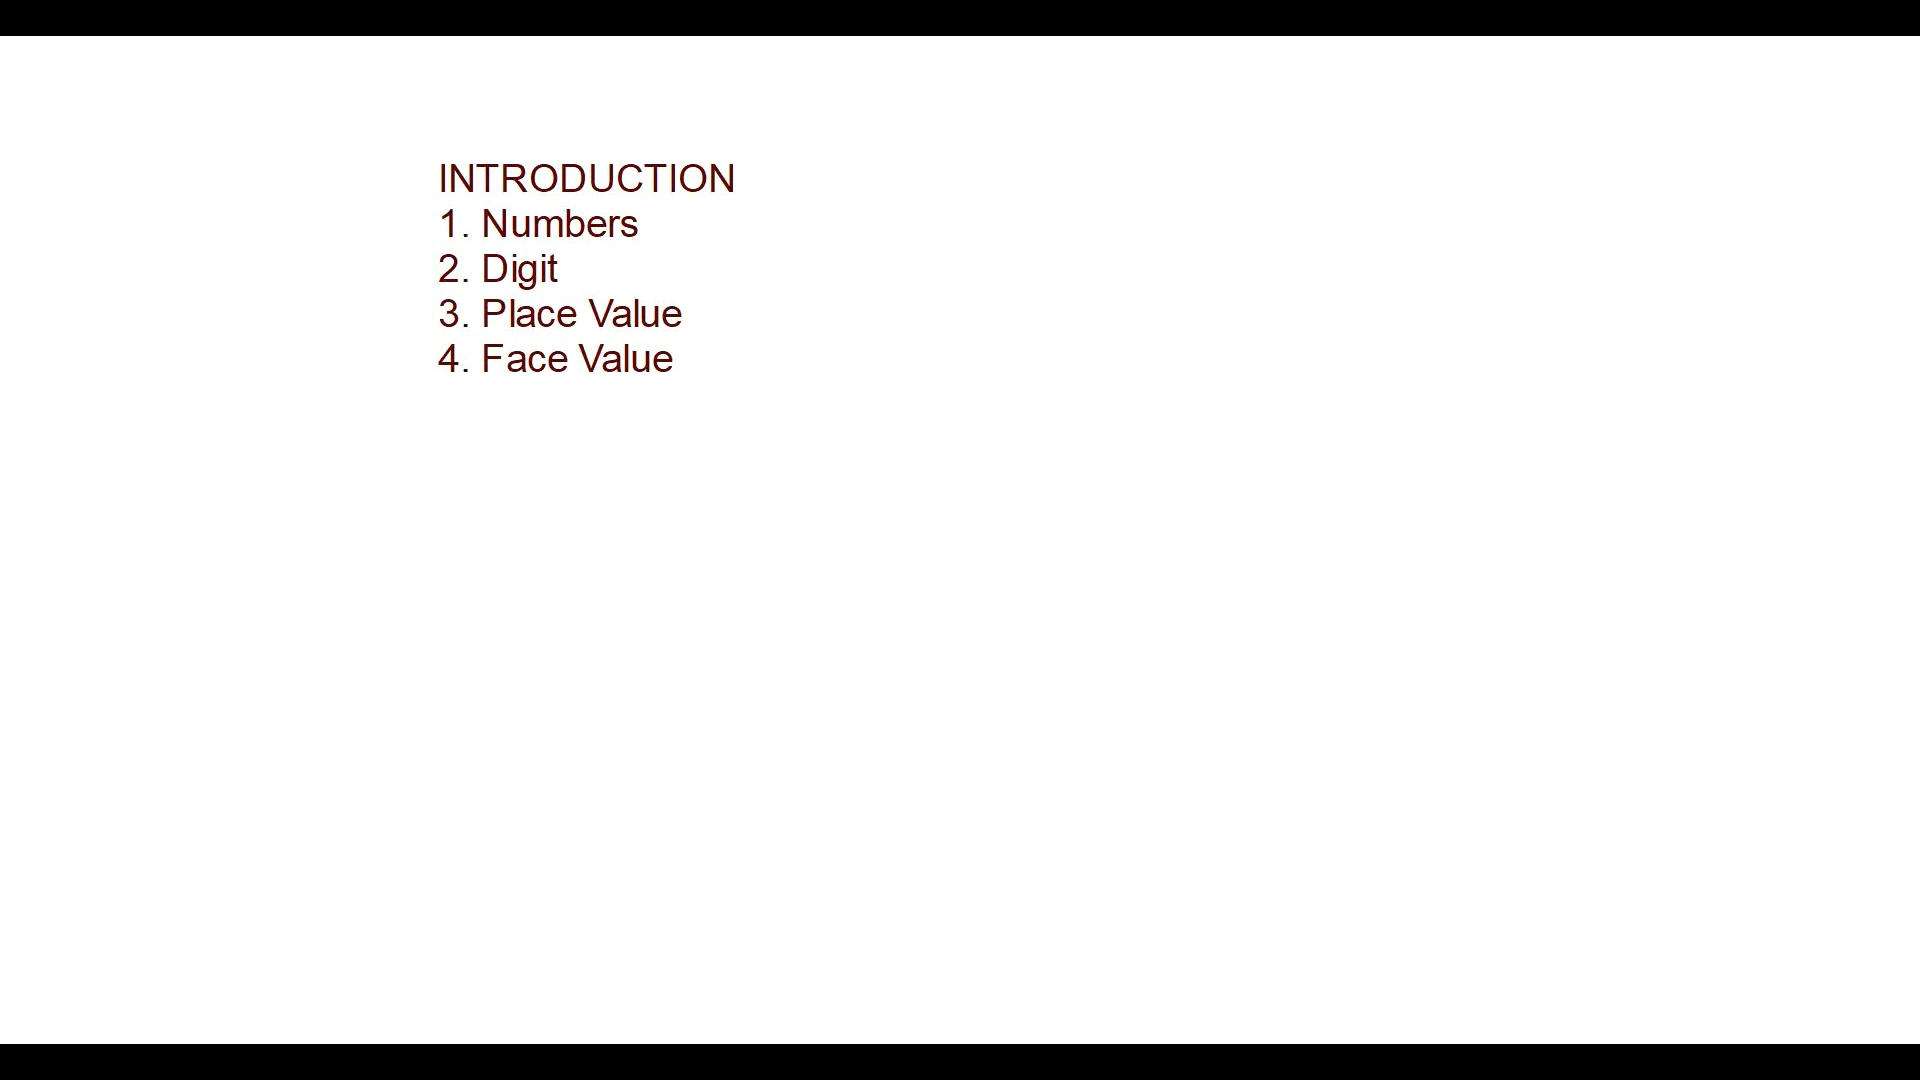 INTRODUCTION
1. Numbers
2. Digit
3. Place Value
4. Face Value